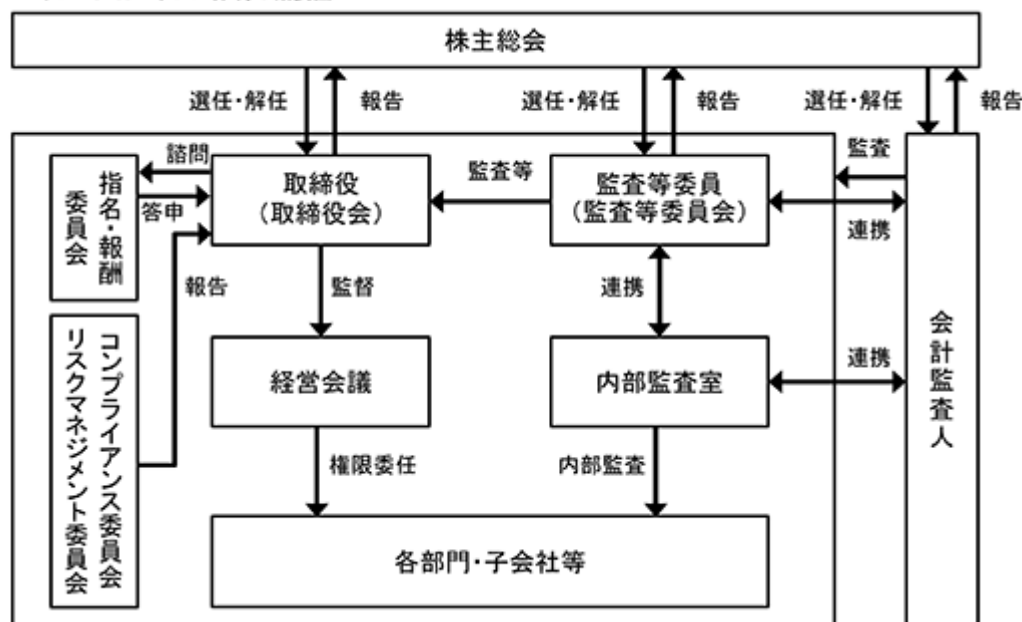 株主総会
選任・解任
報告
選任・解任
報告
選任・解任
報告
諮問
答申
指名・報酬
委員会
取締役
(取締役会)
監査等
監査等委員
(監査等委員会)
監査
連携
報告
監督
連携
経営会議
内部監査室
連携
会計監査人
コンプライアンス委員会
リスクマネジメント委員会
権限委任
内部監査
各部門・子会社等